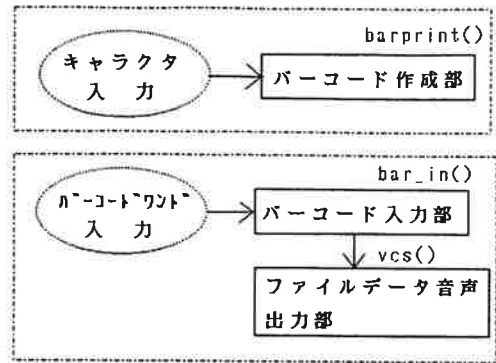 barprint()
キャラクタ
入 力
バーコード作成部
bar_in()
バーコードワンド
入 力
バーコード入力部
vcs()
ファイルデータ音声
出力部